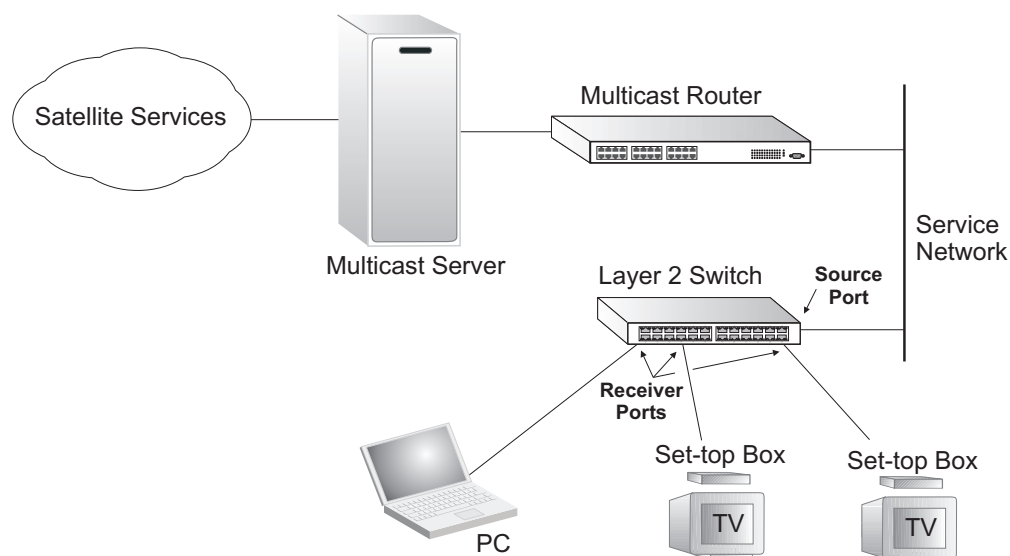 Satellite Services
Multicast Server
Multicast Router
Service
Network
Layer 2 Switch
Source
Port
Receiver
Ports
PC
Set-top Box
TV
Set-top Box
TV